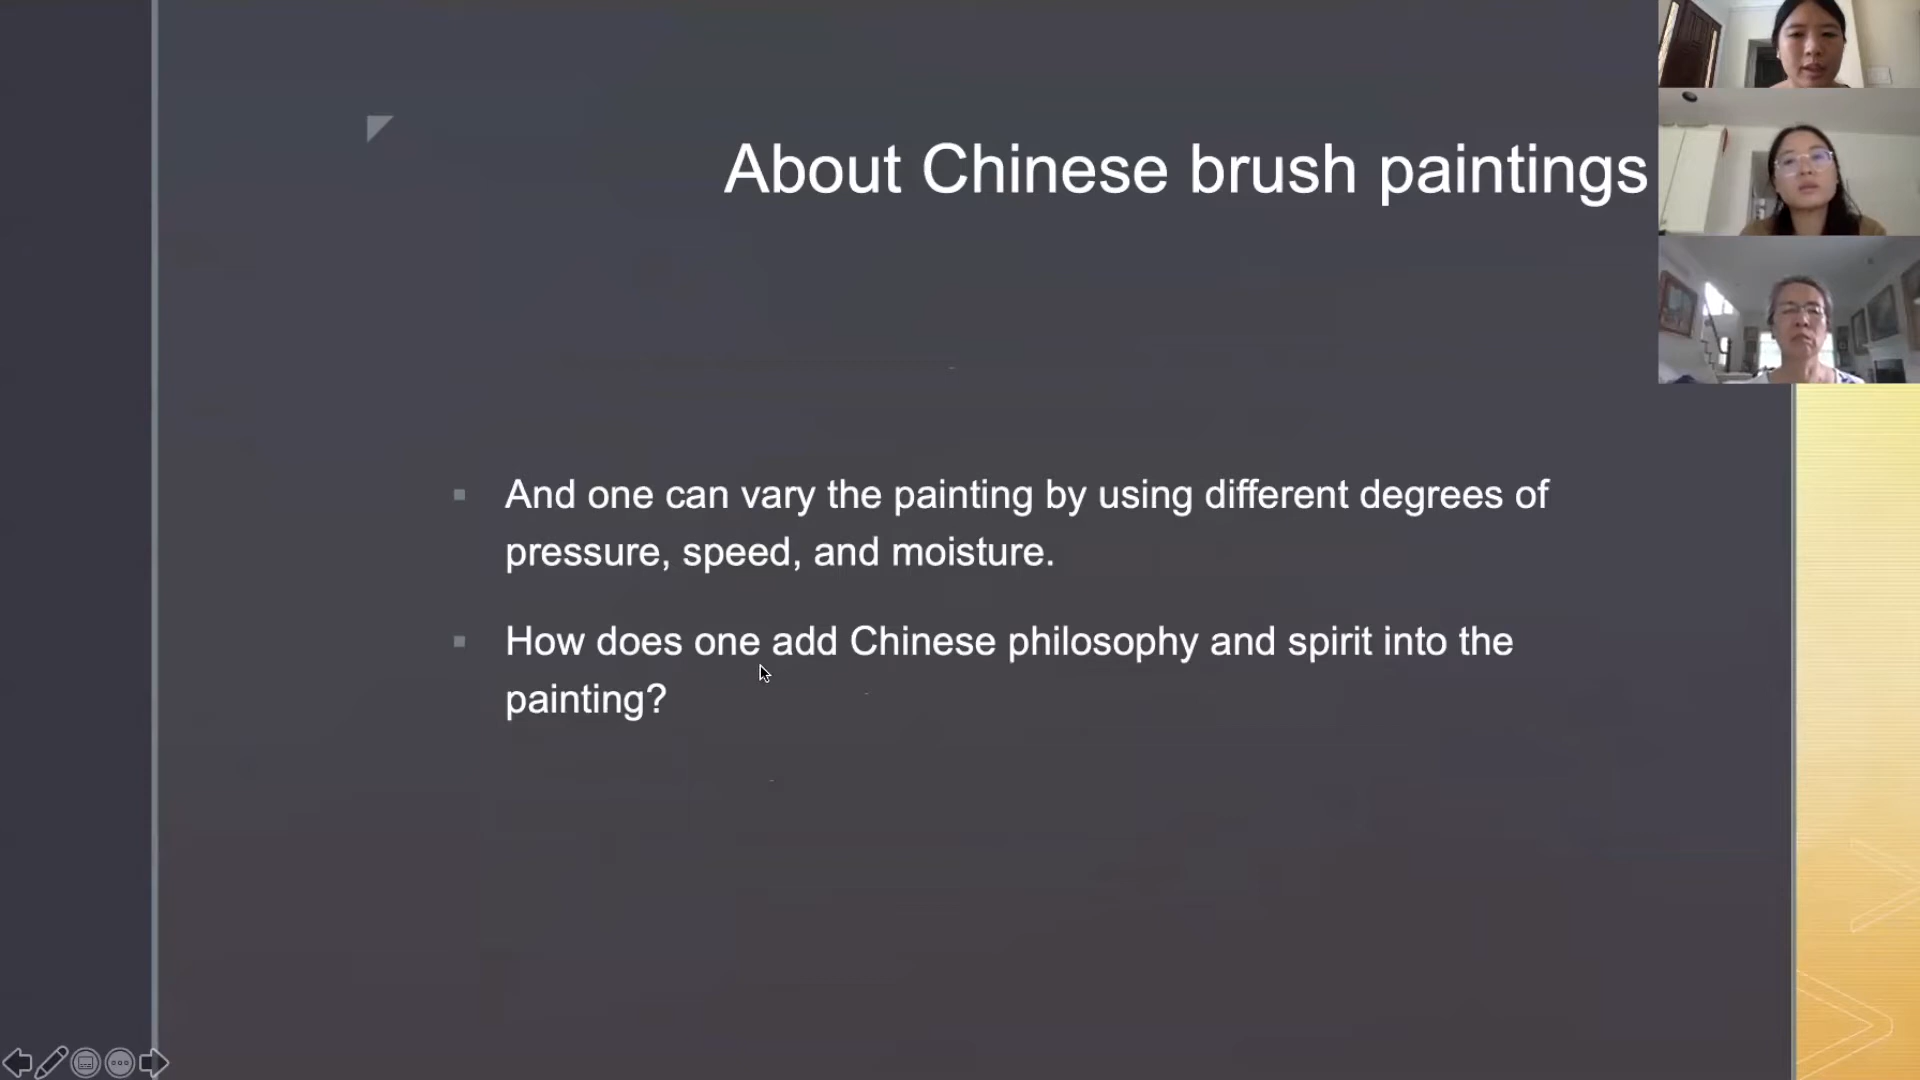 About Chinese brush paintings
And one can vary the painting by using different degrees of
pressure, speed, and moisture.
How does one add Chinese philosophy and spirit into the
painting?